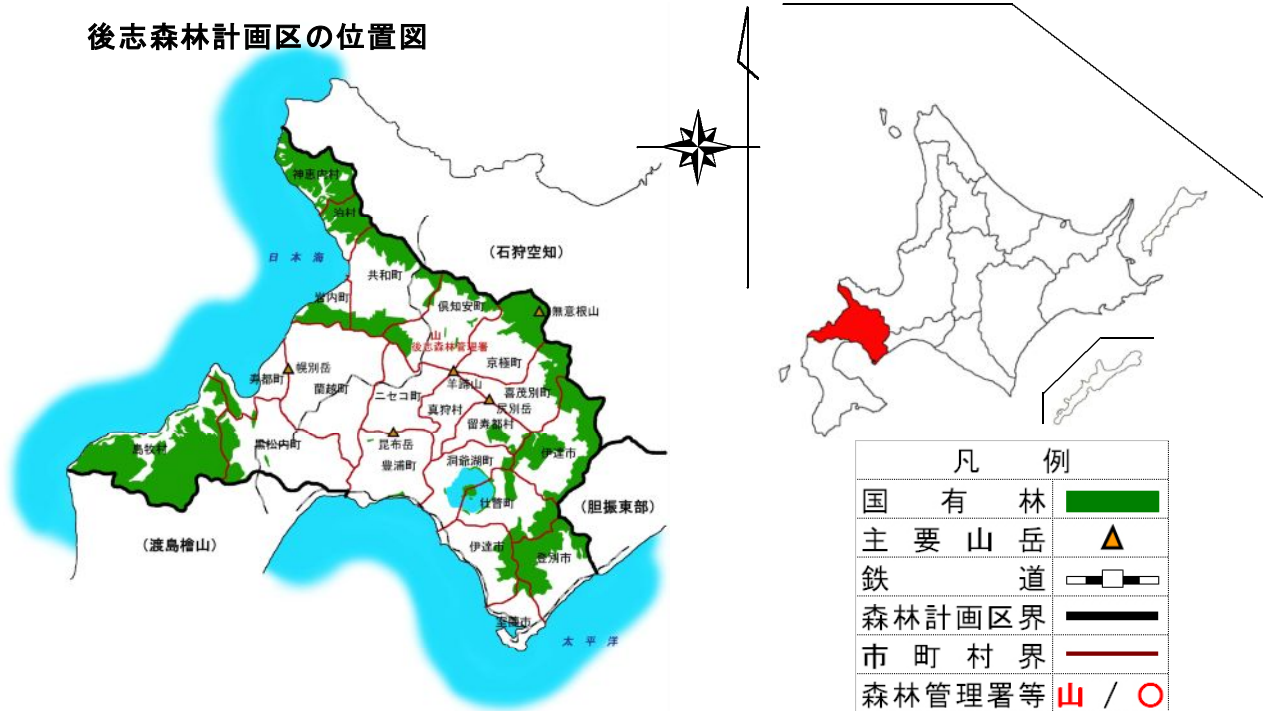 後志森林計画区の位置図
神恵内村
泊村
(石狩空知)
日本海
共和町
岩内町
倶知安町
無意根山
山
後志森林管理署
京極町
幌別岳
寿都町
蘭越町
ニセコ町
羊蹄山
喜茂別町
真狩村
尻別岳
留寿都村
島牧村
黒松内町
昆布岳
豊浦町
洞爺湖町
伊達市
壮瞥町
(胆振東部)
(渡島檜山)
伊達市
登別市
室蘭市
太平洋
凡例
国有林
主要山岳
鉄道
森林計画区界
市町村界
森林管理署等 山 / ○